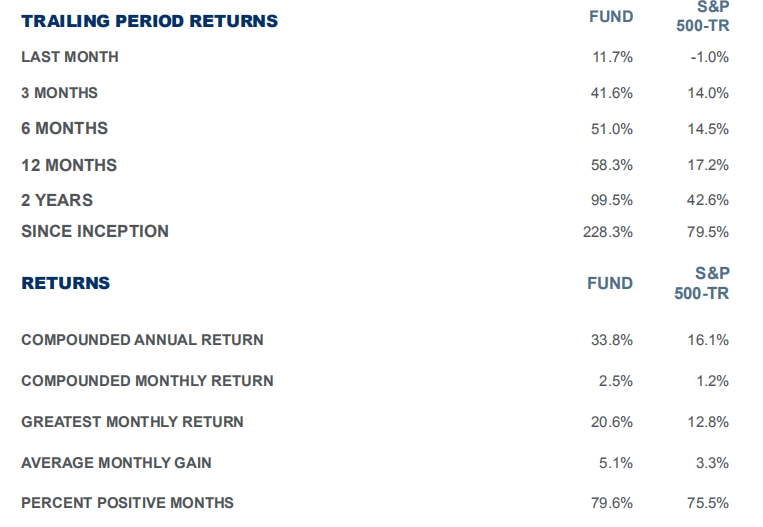 TRAILING PERIOD RETURNS FUND S&P 500-TR
LAST MONTH 11.7% -1.0%
3 MONTHS 41.6% 14.0%
6 MONTHS 51.0% 14.5%
12 MONTHS 58.3% 17.2%
2 YEARS 99.5% 42.6%
SINCE INCEPTION 228.3% 79.5%
RETURNS FUND S&P 500-TR
COMPOUNDED ANNUAL RETURN 33.8% 16.1%
COMPOUNDED MONTHLY RETURN 2.5% 1.2%
GREATEST MONTHLY RETURN 20.6% 12.8%
AVERAGE MONTHLY GAIN 5.1% 3.3%
PERCENT POSITIVE MONTHS 79.6% 75.5%